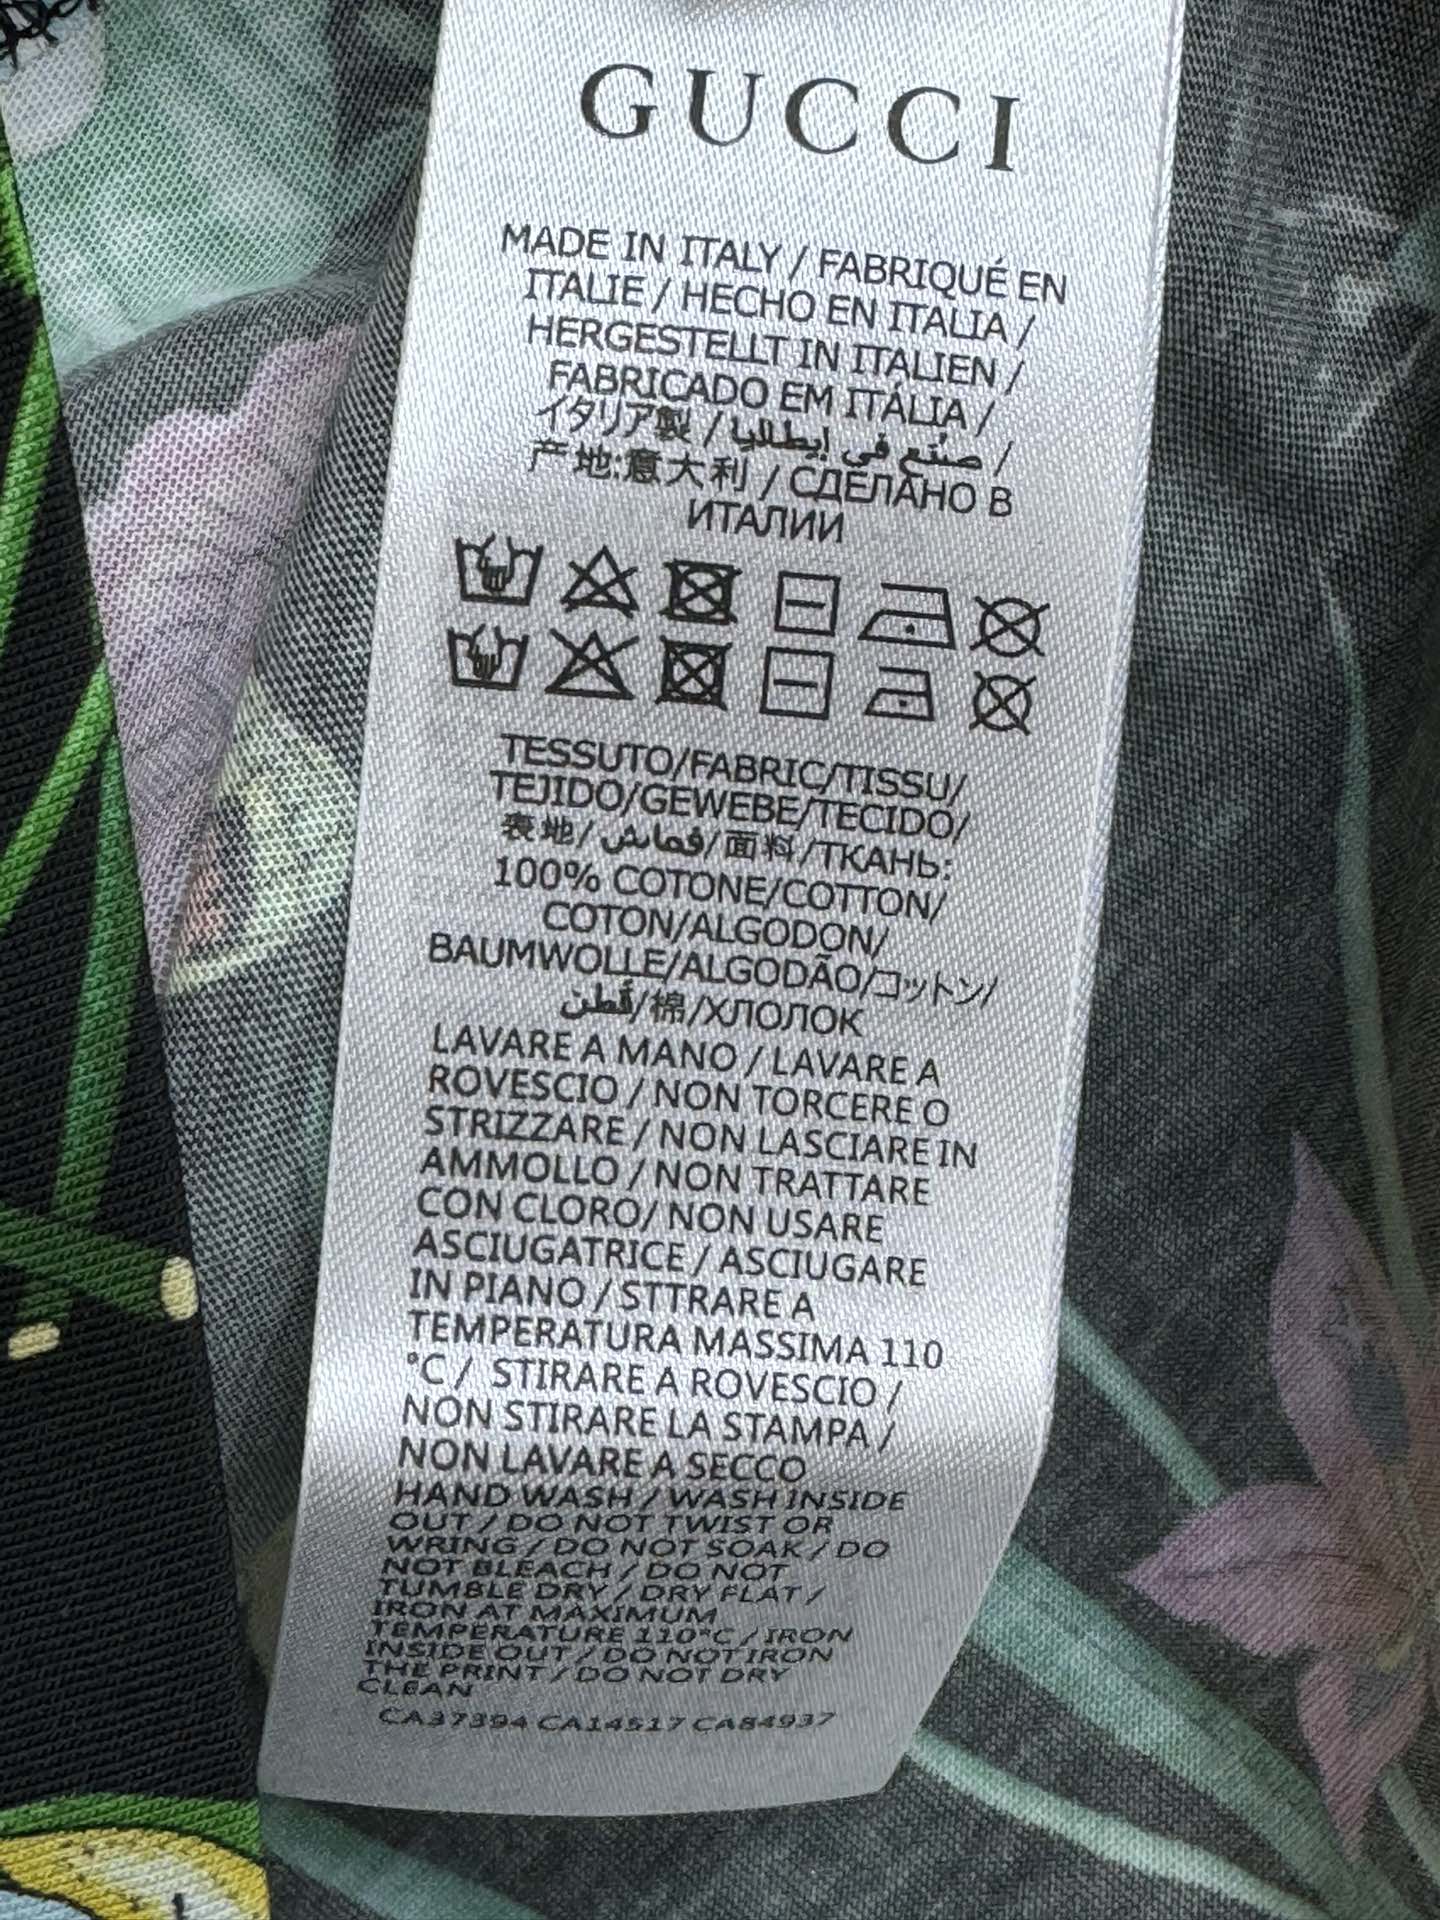 GUCCI
MADE IN ITALY / FABRIQUÉ EN
ITALIE / HECHO EN ITALIA /
HERGESTELLT IN ITALIEN /
FABRICADO EM ITÁLIA /
イタリア製 / صُنّع في إيطاليا /
产地:意大利 / СДЕЛАНО В
ИТАЛИИ
TESSUTO/FABRIC/TISSU/
TEJIDO/GEWEBE/TECIDO/
表地/قماش/面料/ТКАНЬ:
100% COTONE/COTTON/
COTON/ALGODON/
BAUMWOLLE/ALGODÃO/コットン/
قُطن/棉/ХЛОПОК
LAVARE A MANO / LAVARE A
ROVESCIO / NON TORCERE O
STRIZZARE / NON LASCIARE IN
AMMOLLO / NON TRATTARE
CON CLORO/ NON USARE
ASCIUGATRICE / ASCIUGARE
IN PIANO / STTRARE A
TEMPERATURA MASSIMA 110
°C / STIRARE A ROVESCIO /
NON STIRARE LA STAMPA /
NON LAVARE A SECCO
HAND WASH / WASH INSIDE
OUT / DO NOT TWIST OR
WRING / DO NOT SOAK / DO
NOT BLEACH / DO NOT
TUMBLE DRY / DRY FLAT /
IRON AT MAXIMUM
TEMPERATURE 110°C / IRON
INSIDE OUT / DO NOT IRON
THE PRINT / DO NOT DRY
CLEAN
CA37394 CA14517 CA84937